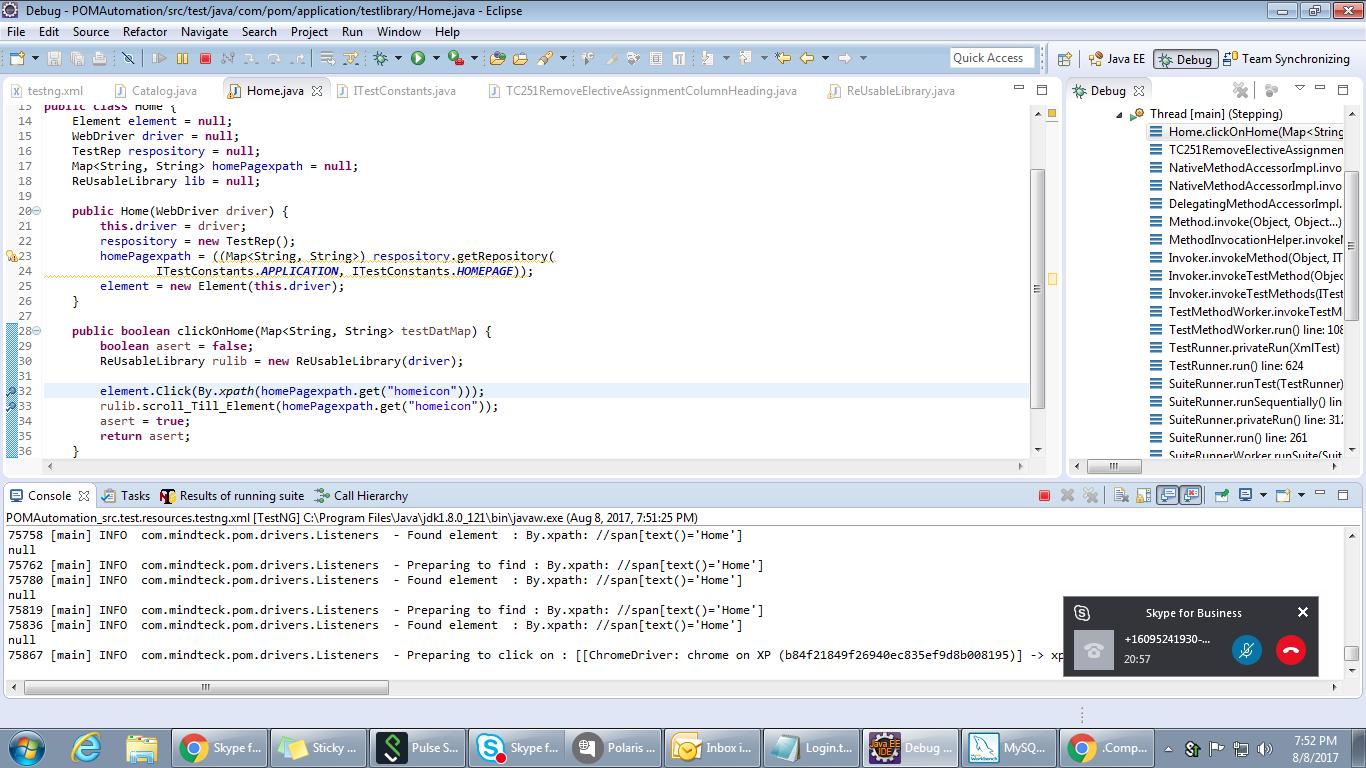 Debug - POMAutomation/src/test/java/com/pom/application/testlibrary/Home.java - Eclipse
File Edit Source Refactor Navigate Search Project Run Window Help
Quick Access Java EE Debug Team Synchronizing
testng.xml Catalog.java Home.java ITestConstants.java TC251RemoveElectiveAssignmentColumnHeading.java ReUsableLibrary.java
13 public class Home {
14 Element element = null;
15 WebDriver driver = null;
16 TestRep respository = null;
17 Map<String, String> homePagexpath = null;
18 ReUsableLibrary lib = null;
19
20 public Home(WebDriver driver) {
21 this.driver = driver;
22 respository = new TestRep();
23 homePagexpath = ((Map<String, String>) respository.getRepository(
24 ITestConstants.APPLICATION, ITestConstants.HOMEPAGE));
25 element = new Element(this.driver);
26 }
27
28 public boolean clickOnHome(Map<String, String> testDatMap) {
29 boolean asert = false;
30 ReUsableLibrary rulib = new ReUsableLibrary(driver);
31
32 element.Click(By.xpath(homePagexpath.get("homeicon")));
33 rulib.scroll_Till_Element(homePagexpath.get("homeicon"));
34 asert = true;
35 return asert;
36 }
Debug
Thread [main] (Stepping)
Home.clickOnHome(Map<String
TC251RemoveElectiveAssignmen
NativeMethodAccessorImpl.invo
NativeMethodAccessorImpl.invo
DelegatingMethodAccessorImpl.
Method.invoke(Object, Object...)
MethodInvocationHelper.invokeM
Invoker.invokeMethod(Object, IT
Invoker.invokeTestMethod(Objec
Invoker.invokeTestMethods(ITest
TestMethodWorker.invokeTestM
TestMethodWorker.run() line: 108
TestRunner.privateRun(XmlTest)
TestRunner.run() line: 624
SuiteRunner.runTest(TestRunner)
SuiteRunner.runSequentially() lin
SuiteRunner.privateRun() line: 312
SuiteRunner.run() line: 261
SuiteRunnerWorker.runSuite(Suit
Console Tasks Results of running suite Call Hierarchy
POMAutomation_src.test.resources.testng.xml [TestNG] C:\Program Files\Java\jdk1.8.0_121\bin\javaw.exe (Aug 8, 2017, 7:51:25 PM)
75758 [main] INFO com.mindteck.pom.drivers.Listeners - Found element : By.xpath: //span[text()='Home']
null
75762 [main] INFO com.mindteck.pom.drivers.Listeners - Preparing to find : By.xpath: //span[text()='Home']
75780 [main] INFO com.mindteck.pom.drivers.Listeners - Found element : By.xpath: //span[text()='Home']
null
75819 [main] INFO com.mindteck.pom.drivers.Listeners - Preparing to find : By.xpath: //span[text()='Home']
75836 [main] INFO com.mindteck.pom.drivers.Listeners - Found element : By.xpath: //span[text()='Home']
null
75867 [main] INFO com.mindteck.pom.drivers.Listeners - Preparing to click on : [[ChromeDriver: chrome on XP (b84f21849f26940ec835ef9d8b008195)] -> xp
Skype for Business
+16095241930-...
20:57
Skype f... Sticky ... Pulse S... Skype f... Polaris ... Inbox i... Login.t... Debug ... MySQ... .Comp...
7:52 PM
8/8/2017